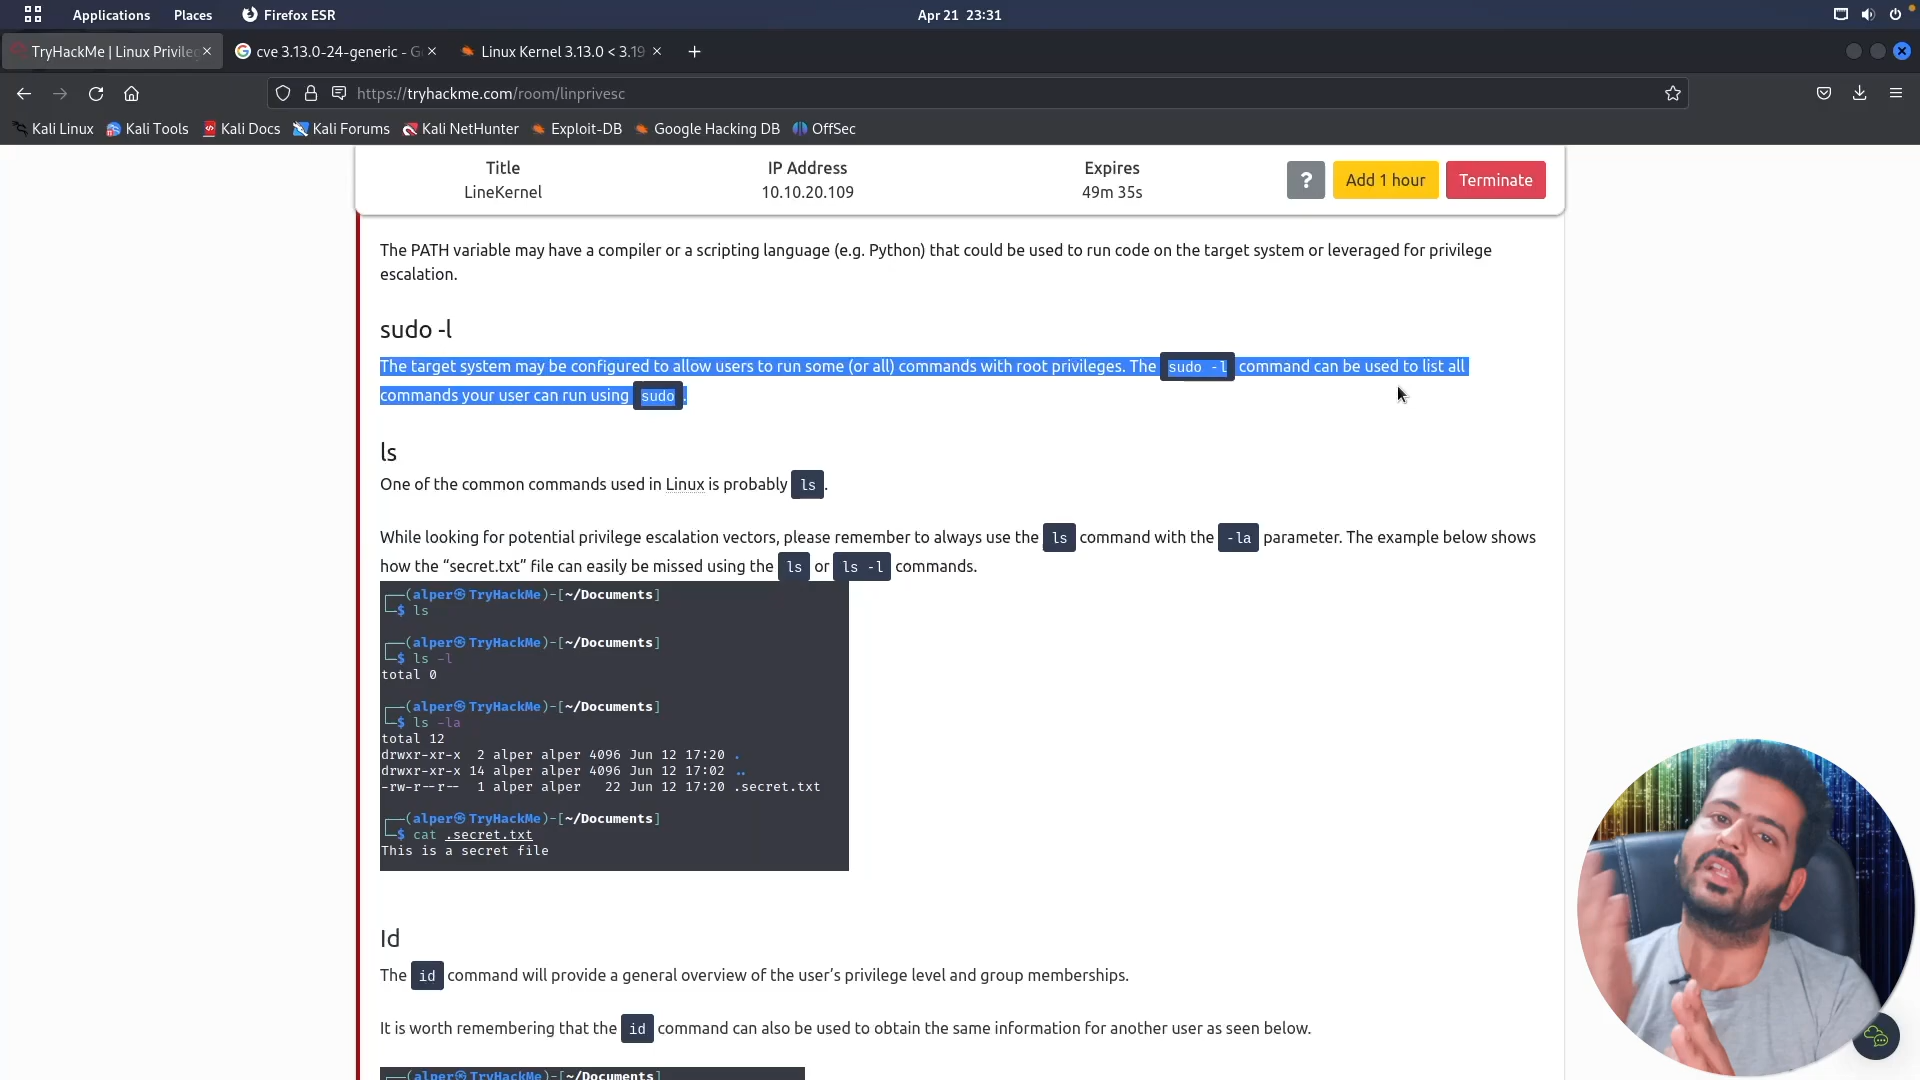 Applications Places Firefox ESR Apr 21 23:31
TryHackMe | Linux Privile cve 3.13.0-24-generic - G Linux Kernel 3.13.0 < 3.19
https://tryhackme.com/room/linprivesc
Kali Linux Kali Tools Kali Docs Kali Forums Kali NetHunter Exploit-DB Google Hacking DB OffSec
Title IP Address Expires
LineKernel 10.10.20.109 49m 35s ? Add 1 hour Terminate
The PATH variable may have a compiler or a scripting language (e.g. Python) that could be used to run code on the target system or leveraged for privilege
escalation.
sudo -l
The target system may be configured to allow users to run some (or all) commands with root privileges. The sudo -l command can be used to list all
commands your user can run using sudo .
ls
One of the common commands used in Linux is probably ls .
While looking for potential privilege escalation vectors, please remember to always use the ls command with the -la parameter. The example below shows
how the “secret.txt” file can easily be missed using the ls or ls -l commands.
┌──(alper㉿TryHackMe)-[~/Documents]
└─$ ls
┌──(alper㉿TryHackMe)-[~/Documents]
└─$ ls -l
total 0
┌──(alper㉿TryHackMe)-[~/Documents]
└─$ ls -la
total 12
drwxr-xr-x 2 alper alper 4096 Jun 12 17:20 .
drwxr-xr-x 14 alper alper 4096 Jun 12 17:02 ..
-rw-r--r-- 1 alper alper 22 Jun 12 17:20 .secret.txt
┌──(alper㉿TryHackMe)-[~/Documents]
└─$ cat .secret.txt
This is a secret file
Id
The id command will provide a general overview of the user’s privilege level and group memberships.
It is worth remembering that the id command can also be used to obtain the same information for another user as seen below.
┌──(alper㉿TryHackMe)-[~/Documents]